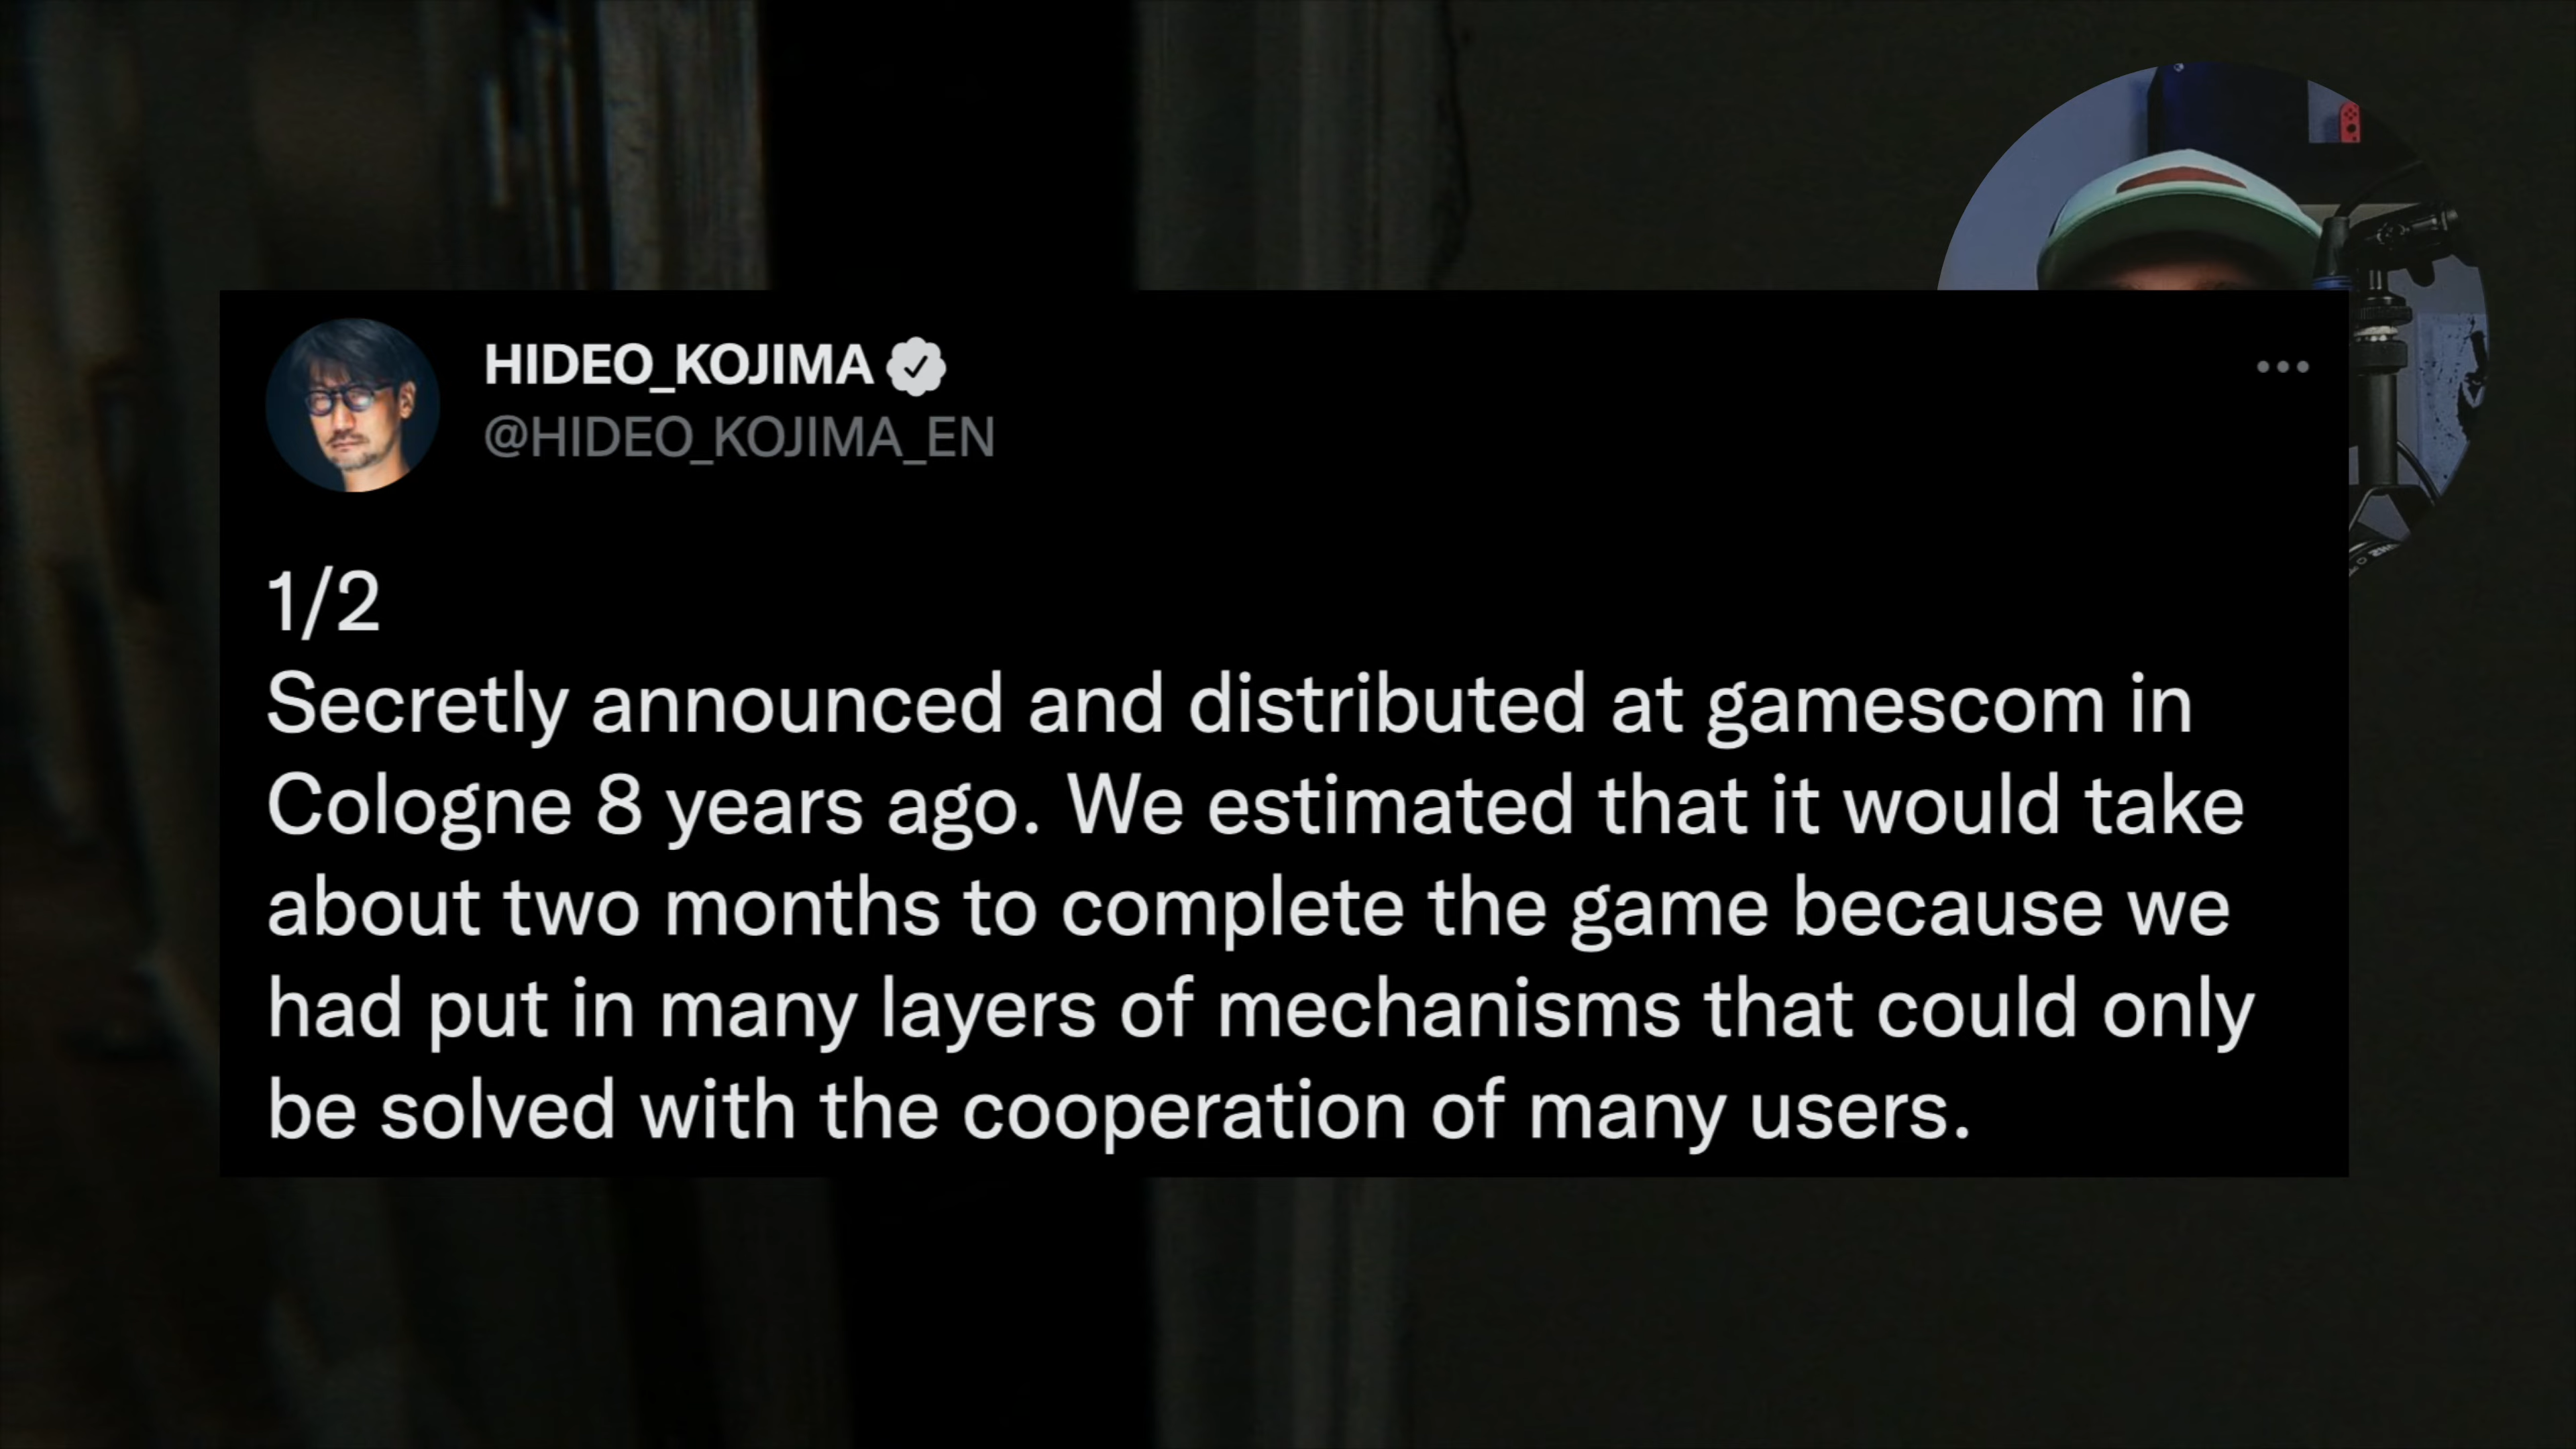 HIDEO_KOJIMA
@HIDEO_KOJIMA_EN
1/2
Secretly announced and distributed at gamescom in
Cologne 8 years ago. We estimated that it would take
about two months to complete the game because we
had put in many layers of mechanisms that could only
be solved with the cooperation of many users.